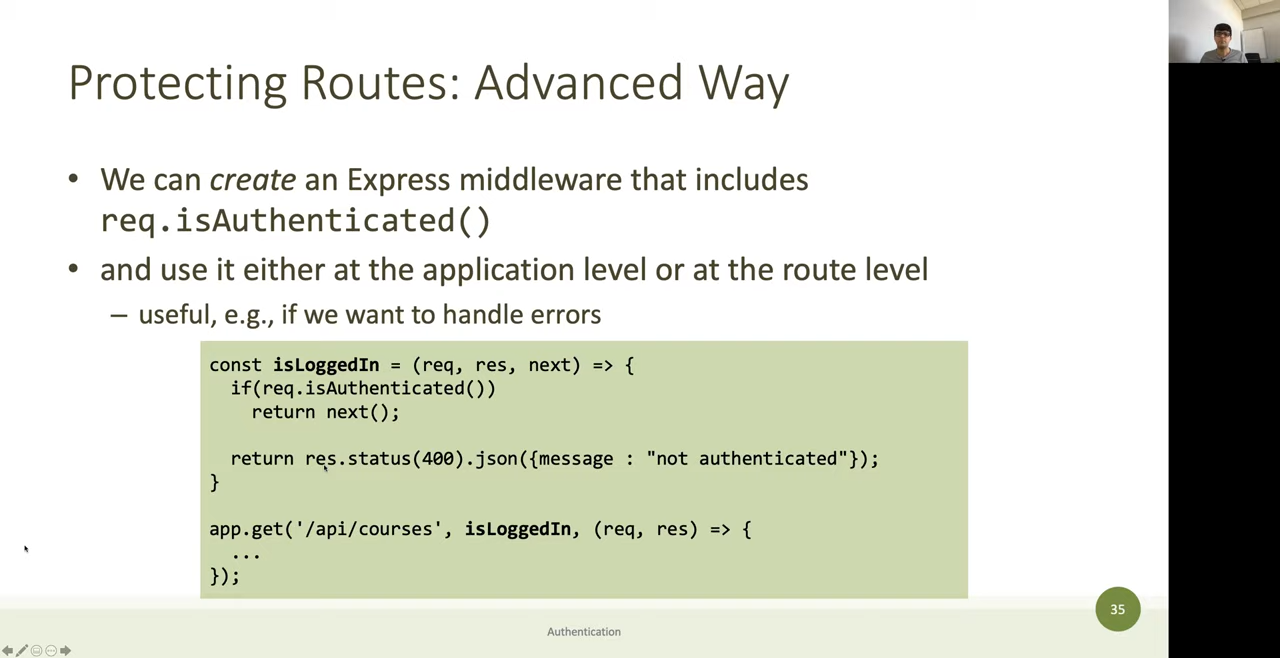 Protecting Routes: Advanced Way
• We can create an Express middleware that includes
req.isAuthenticated()
• and use it either at the application level or at the route level
– useful, e.g., if we want to handle errors
const isLoggedIn = (req, res, next) => {
  if(req.isAuthenticated())
    return next();
  return res.status(400).json({message : "not authenticated"});
}
app.get('/api/courses', isLoggedIn, (req, res) => {
  ...
});
35
Authentication